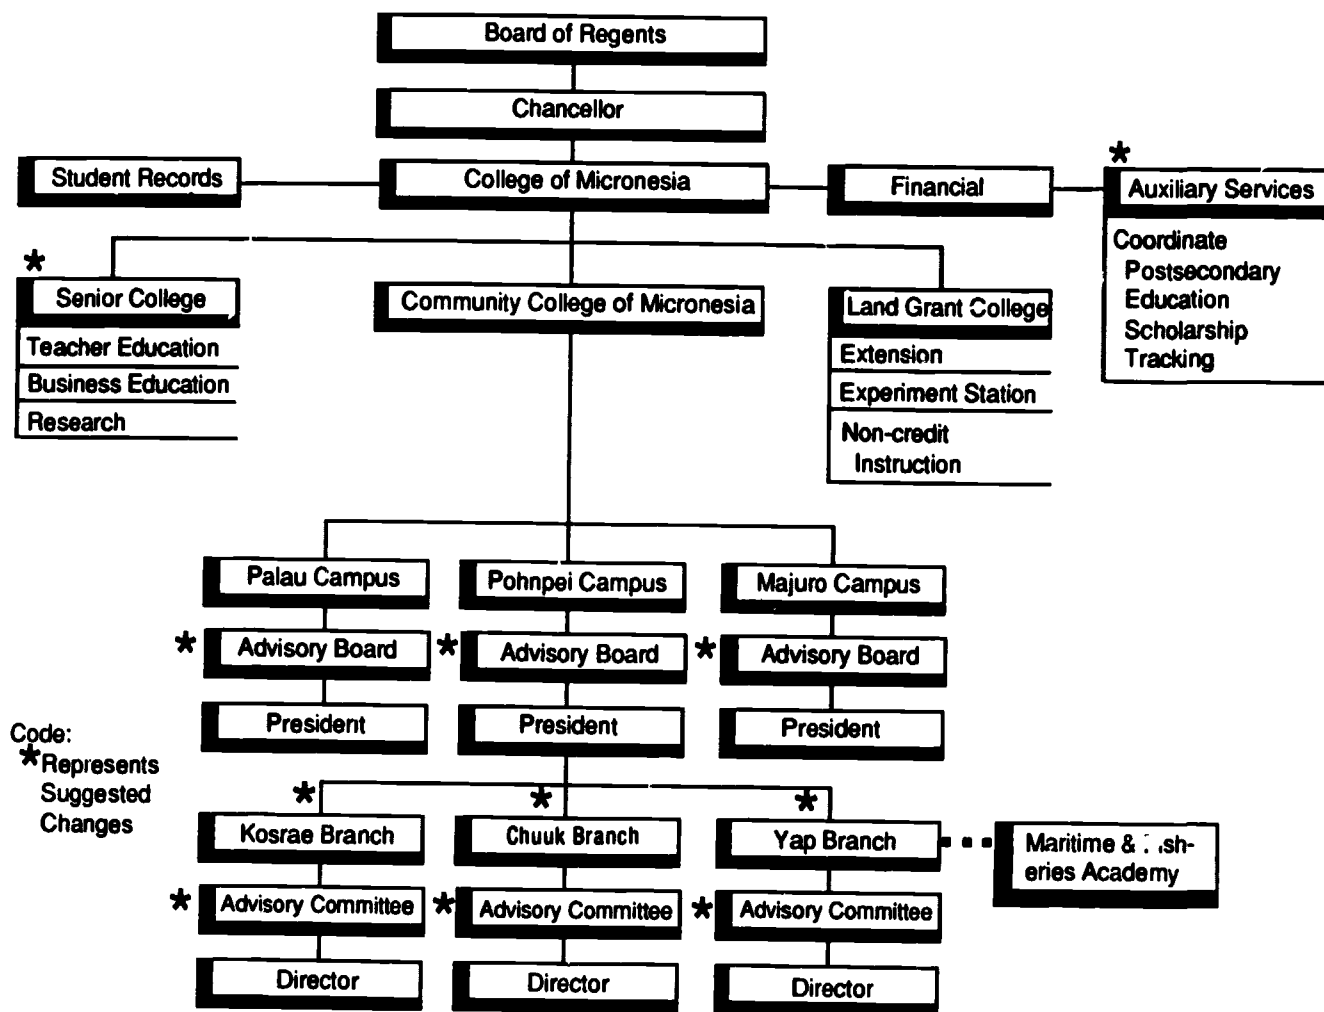 Board of Regents
Chancellor
Student Records
College of Micronesia
Financial
*
Auxiliary Services
Coordinate
Postsecondary
Education
Scholarship
Tracking
*
Senior College
Teacher Education
Business Education
Research
Community College of Micronesia
Land Grant College
Extension
Experiment Station
Non-credit
Instruction
Palau Campus
Pohnpei Campus
Majuro Campus
* Advisory Board
* Advisory Board
* Advisory Board
President
President
President
Code:
*Represents
Suggested
Changes
*
*
*
Kosrae Branch
Chuuk Branch
Yap Branch
Maritime &
eries Academy
* Advisory Committee
* Advisory Committee
* Advisory Committee
Director
Director
Director